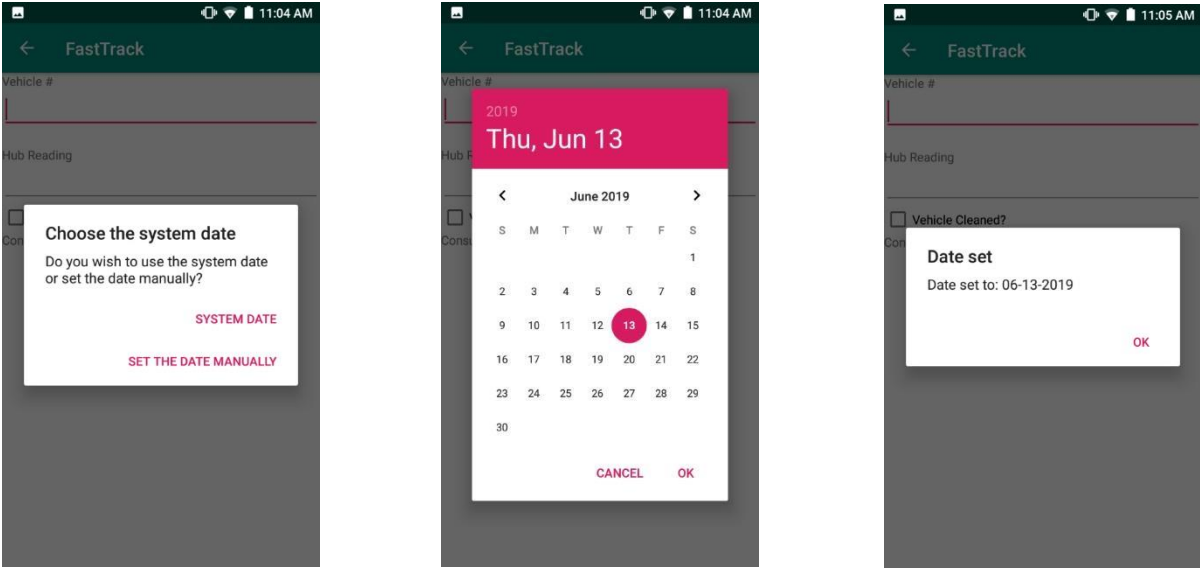 11:04 AM
FastTrack
Vehicle #
Hub Reading
Choose the system date
Do you wish to use the system date
or set the date manually?
SYSTEM DATE
SET THE DATE MANUALLY
11:04 AM
FastTrack
Vehicle #
2019
Thu, Jun 13
June 2019
S M T W T F S
1
2 3 4 5 6 7 8
9 10 11 12 13 14 15
16 17 18 19 20 21 22
23 24 25 26 27 28 29
30
CANCEL OK
11:05 AM
FastTrack
Vehicle #
Hub Reading
Vehicle Cleaned?
Date set
Date set to: 06-13-2019
OK